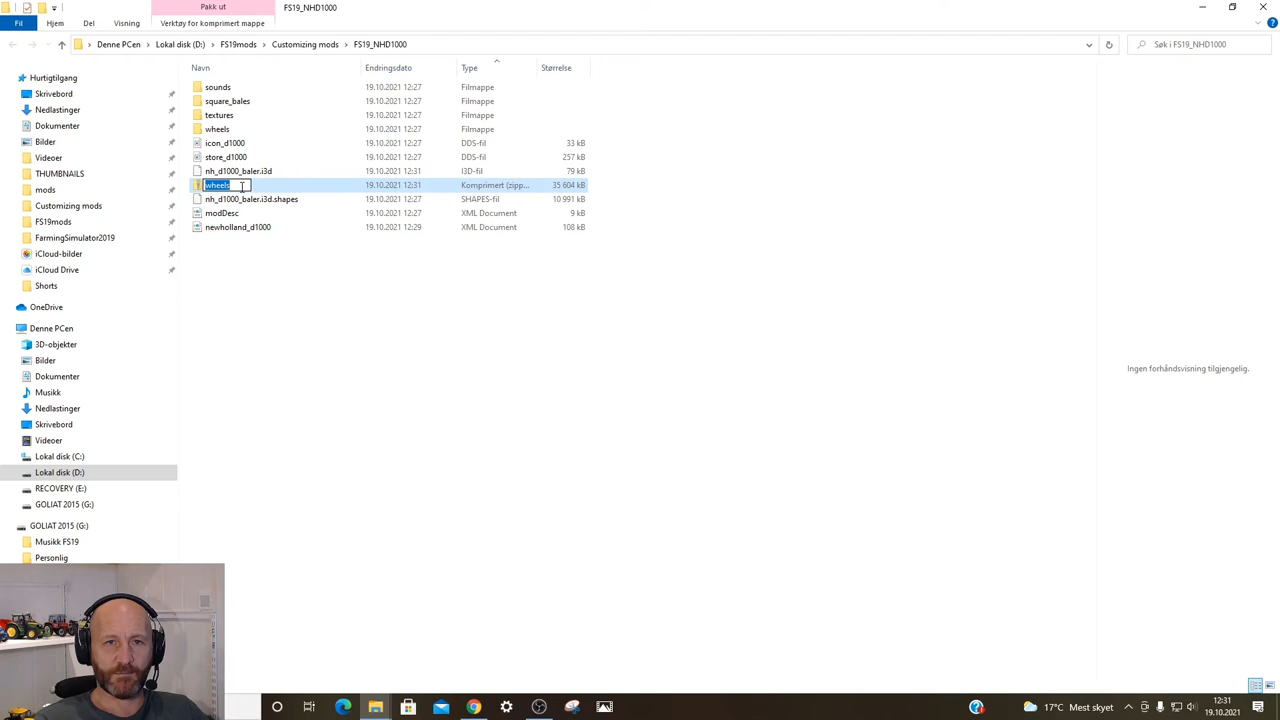 Pakk ut
FS19_NHD1000
Fil
Hjem
Del
Visning
Verktøy for komprimert mappe
Denne PCen › Lokal disk (D:) › FS19mods › Customizing mods › FS19_NHD1000
Søk i FS19_NHD1000
Navn
Endringsdato
Type
Størrelse
Hurtigtilgang
Skrivebord
Nedlastinger
Dokumenter
Bilder
Videoer
THUMBNAILS
mods
Customizing mods
FS19mods
FarmingSimulator2019
iCloud-bilder
iCloud Drive
Shorts
OneDrive
Denne PCen
3D-objekter
Bilder
Dokumenter
Musikk
Nedlastinger
Skrivebord
Videoer
Lokal disk (C:)
Lokal disk (D:)
RECOVERY (E:)
GOLIAT 2015 (G:)
GOLIAT 2015 (G:)
Musikk FS19
Personlig
sounds 19.10.2021 12:27 Filmappe
square_bales 19.10.2021 12:27 Filmappe
textures 19.10.2021 12:27 Filmappe
wheels 19.10.2021 12:27 Filmappe
icon_d1000 19.10.2021 12:27 DDS-fil 33 kB
store_d1000 19.10.2021 12:27 DDS-fil 257 kB
nh_d1000_baler.i3d 19.10.2021 12:27 I3D-fil 79 kB
wheels 19.10.2021 12:31 Komprimert (zipp... 35 604 kB
nh_d1000_baler.i3d.shapes 19.10.2021 12:27 SHAPES-fil 10 991 kB
modDesc 19.10.2021 12:27 XML Document 9 kB
newholland_d1000 19.10.2021 12:29 XML Document 108 kB
Ingen forhåndsvisning tilgjengelig.
17°C Mest skyet
12:31
19.10.2021